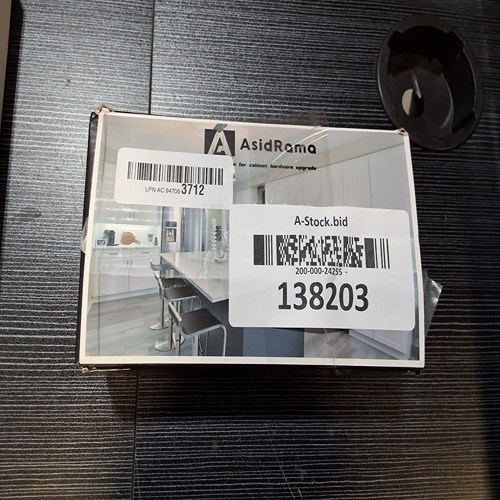 AsidRama
for cabinet hardware upgrade
LPN AC 94706 3712
A-Stock.bid
200-000-24255 -
138203